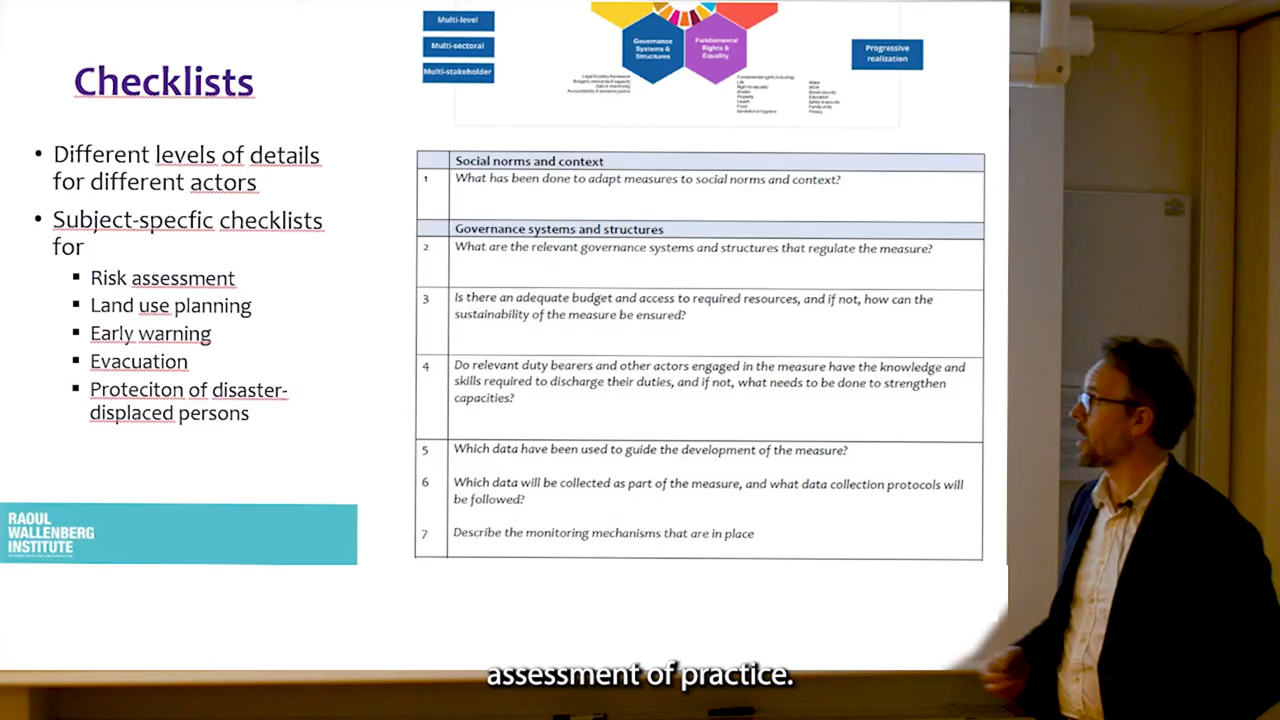 Multi-level
Multi-sectoral
Multi-stakeholder
Governance
Systems &
Structures
Fundamental
Rights &
Equality
Progressive
realization
Checklists
• Different levels of details
for different actors
• Subject-specfic checklists
for
▪ Risk assessment
▪ Land use planning
▪ Early warning
▪ Evacuation
▪ Proteciton of disaster-
displaced persons
RAOUL
WALLENBERG
INSTITUTE
Social norms and context
1 What has been done to adapt measures to social norms and context?
Governance systems and structures
2 What are the relevant governance systems and structures that regulate the measure?
3 Is there an adequate budget and access to required resources, and if not, how can the
sustainability of the measure be ensured?
4 Do relevant duty bearers and other actors engaged in the measure have the knowledge and
skills required to discharge their duties, and if not, what needs to be done to strengthen
capacities?
5 Which data have been used to guide the development of the measure?
6 Which data will be collected as part of the measure, and what data collection protocols will
be followed?
7 Describe the monitoring mechanisms that are in place
assessment of practice.